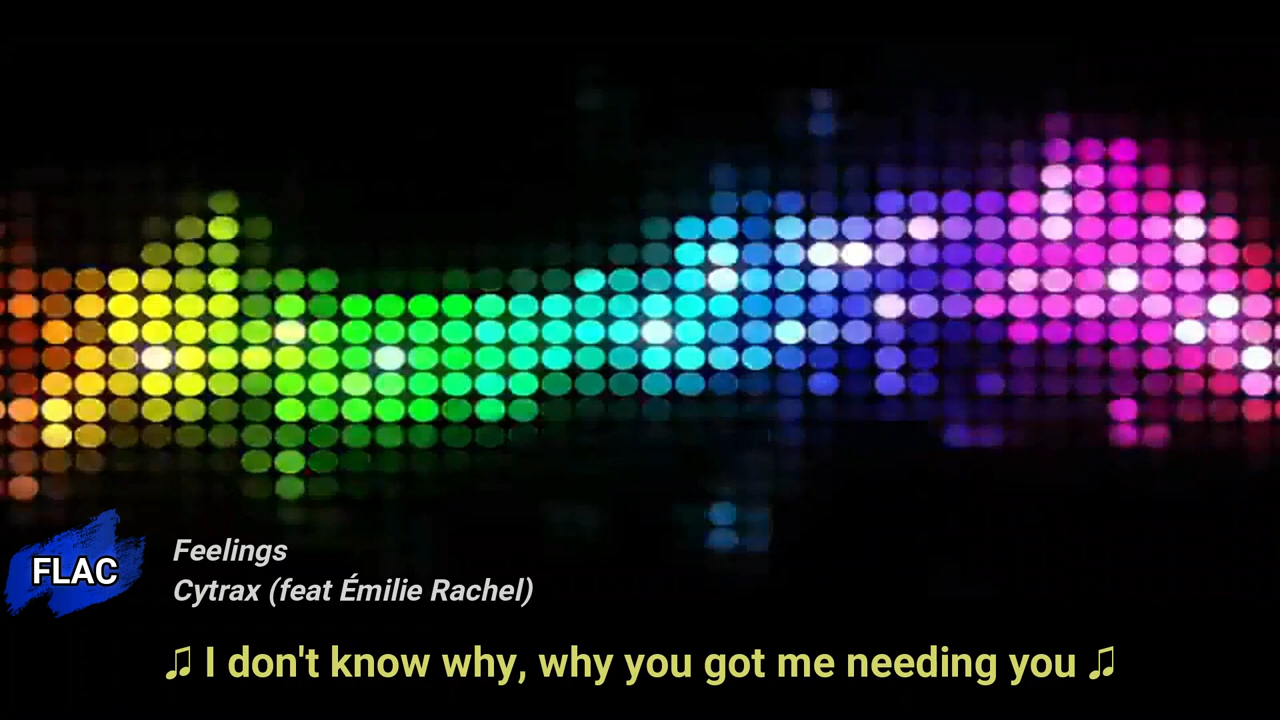 FLAC
Feelings
Cytrax (feat Émilie Rachel)
♫ I don't know why, why you got me needing you ♫